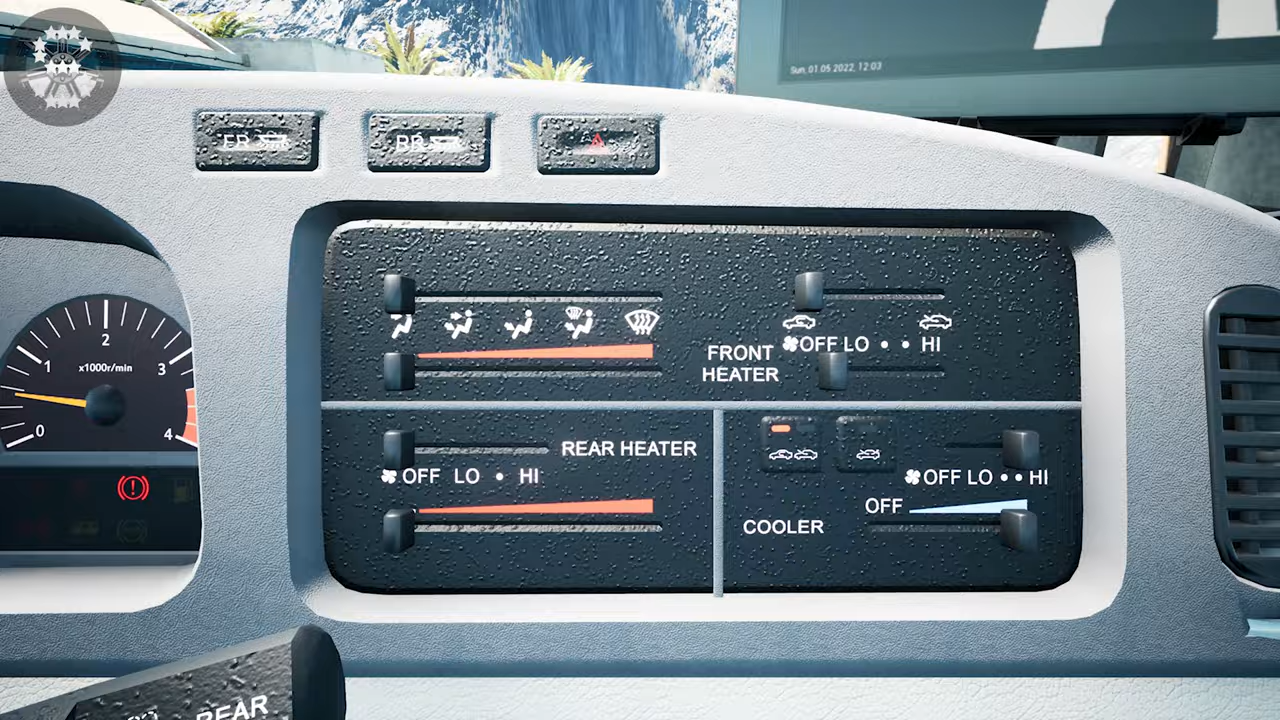 Sun, 01.05 2022, 12:03
FR
RR
0
1
2
3
4
x1000r/min
OFF LO • • HI
FRONT
HEATER
REAR HEATER
OFF LO • HI
OFF LO • • HI
OFF
COOLER
REAR